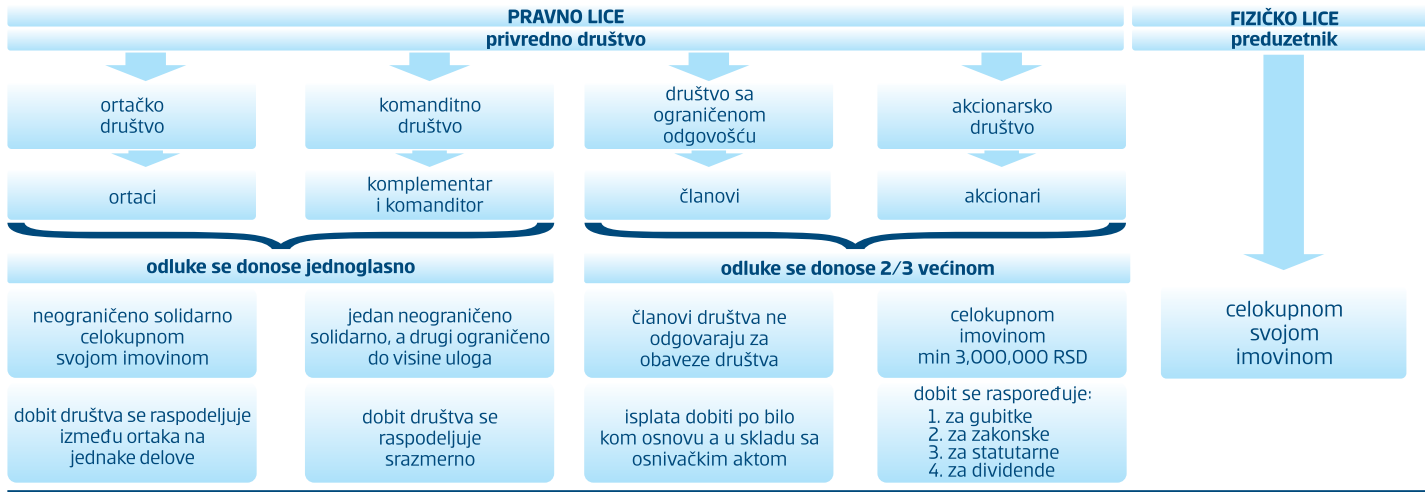 PRAVNO LICE
privredno društvo
FIZIČKO LICE
preduzetnik
ortačko
društvo
komanditno
društvo
društvo sa
ograničenom
odgovošću
akcionarsko
društvo
ortaci
komplementar
i komanditor
članovi
akcionari
odluke se donose jednoglasno
odluke se donose 2/3 većinom
neograničeno solidarno
celokupnom
svojom imovinom
jedan neograničeno
solidarno, a drugi ograničeno
do visine uloga
članovi društva ne
odgovaraju za
obaveze društva
celokupnom
imovinom
min 3,000,000 RSD
celokupnom
svojom
imovinom
dobit društva se raspodeljuje
između ortaka na
jednake delove
dobit društva se
raspodeljuje
srazmerno
isplata dobiti po bilo
kom osnovu a u skladu sa
osnivačkim aktom
dobit se raspoređuje:
1. za gubitke
2. za zakonske
3. za statutarne
4. za dividende